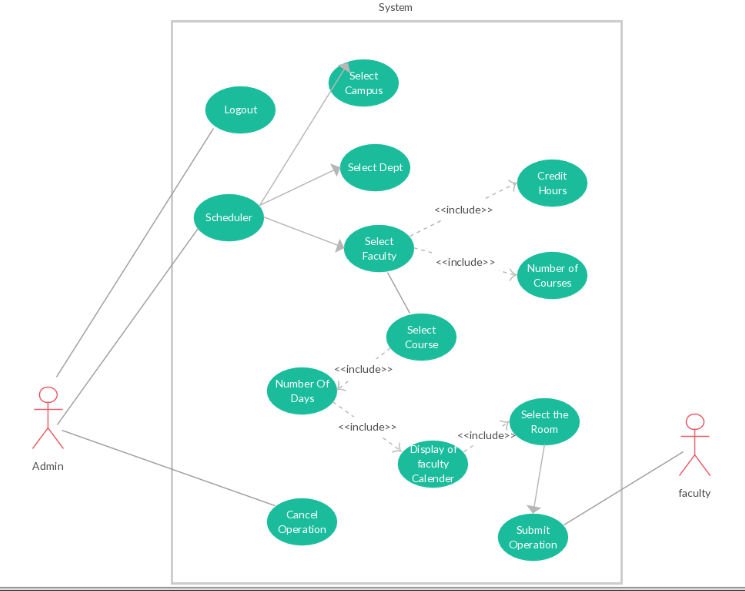 System
Select
Campus
Logout
Select Dept
Credit
Hours
<<include>>
Scheduler
Select
Faculty
<<include>>
Number of
Courses
Select
Course
<<include>>
Number Of
Days
Select the
Room
<<include>>
<<include>>
Display of
faculty
Calender
Admin
faculty
Cancel
Operation
Submit
Operation